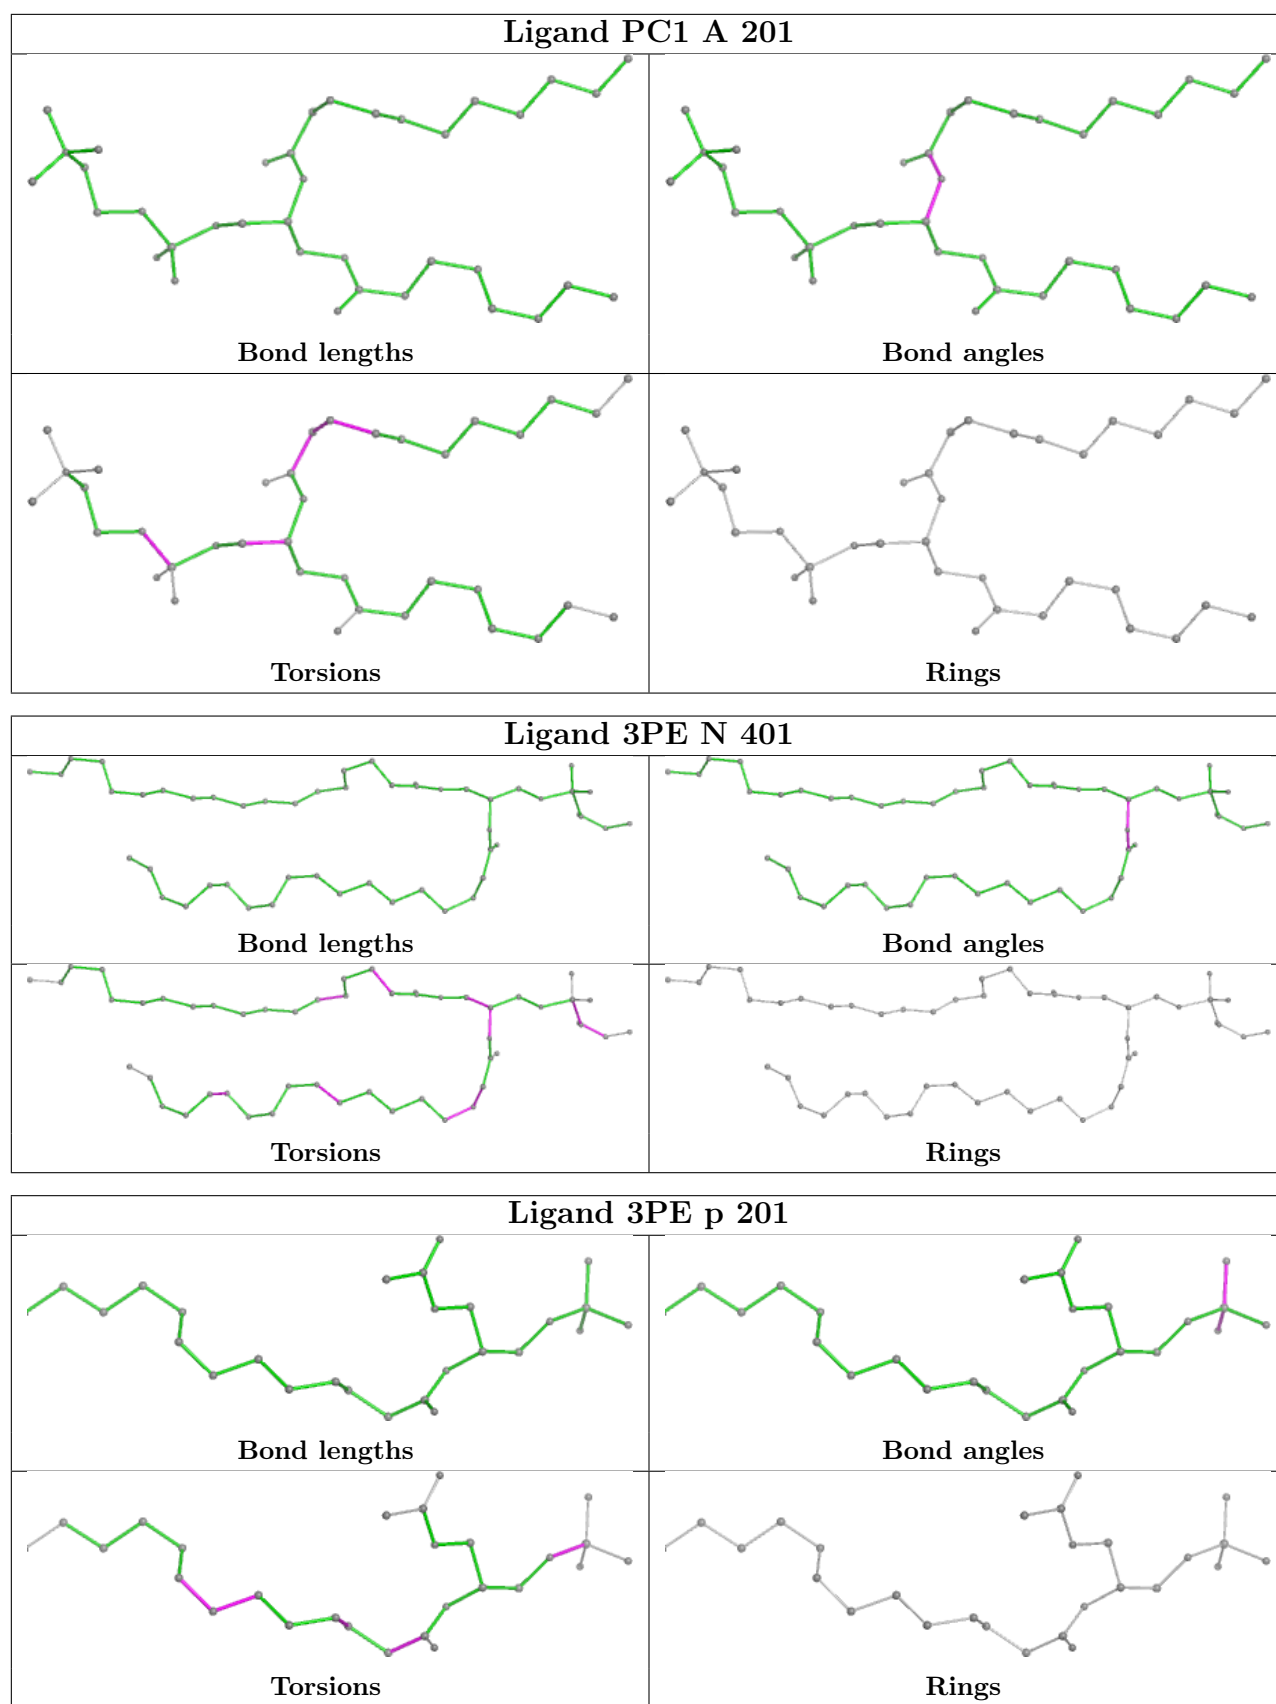 Ligand PC1 A 201
Bond lengths
Bond angles
Torsions
Rings
Ligand 3PE N 401
Bond lengths
Bond angles
Torsions
Rings
Ligand 3PE p 201
Bond lengths
Bond angles
Torsions
Rings